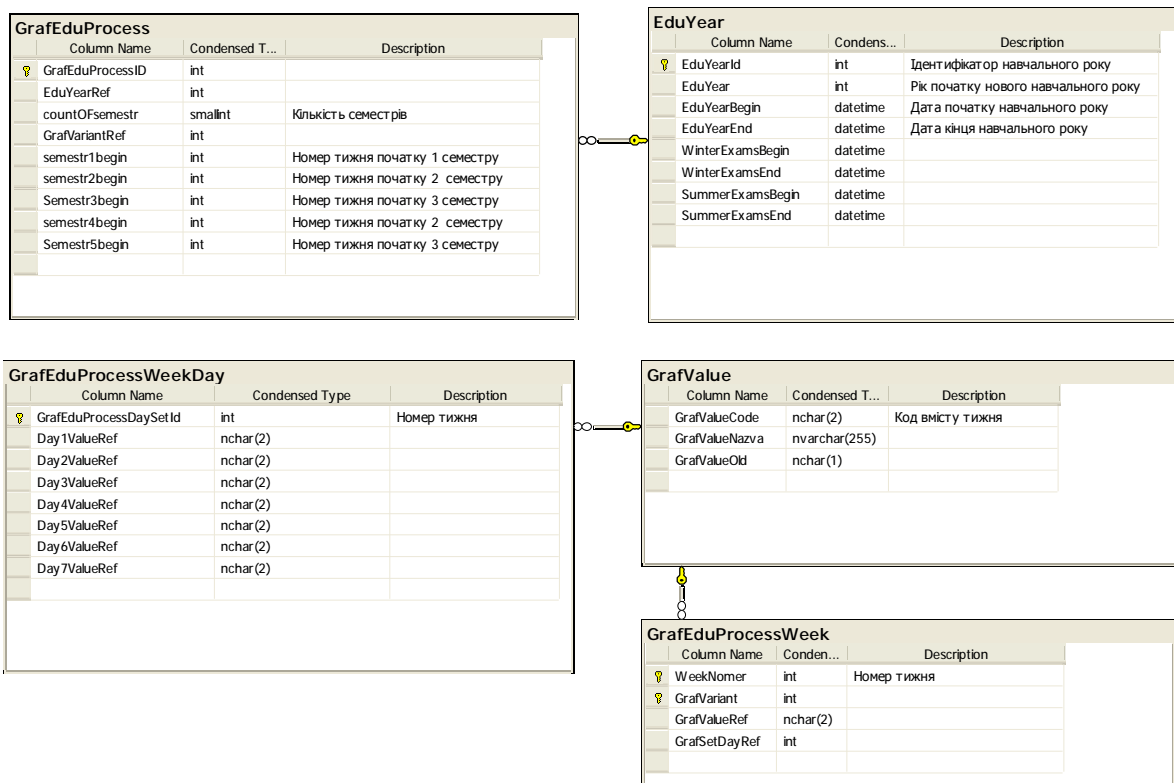 GrafEduProcess
Column Name Condensed T... Description
GrafEduProcessID int
EduYearRef int
countOFsemestr smallint Кількість семестрів
GrafVariantRef int
semestr1begin int Номер тижня початку 1 семестру
semestr2begin int Номер тижня початку 2 семестру
Semestr3begin int Номер тижня початку 3 семестру
semestr4begin int Номер тижня початку 2 семестру
Semestr5begin int Номер тижня початку 3 семестру
EduYear
Column Name Condens... Description
EduYearId int Ідентифікатор навчального року
EduYear int Рік початку нового навчального року
EduYearBegin datetime Дата початку навчального року
EduYearEnd datetime Дата кінця навчального року
WinterExamsBegin datetime
WinterExamsEnd datetime
SummerExamsBegin datetime
SummerExamsEnd datetime
GrafEduProcessWeekDay
Column Name Condensed Type Description
GrafEduProcessDaySetId int Номер тижня
Day1ValueRef nchar(2)
Day2ValueRef nchar(2)
Day3ValueRef nchar(2)
Day4ValueRef nchar(2)
Day5ValueRef nchar(2)
Day6ValueRef nchar(2)
Day7ValueRef nchar(2)
GrafValue
Column Name Condensed T... Description
GrafValueCode nchar(2) Код вмісту тижня
GrafValueNazva nvarchar(255)
GrafValueOld nchar(1)
GrafEduProcessWeek
Column Name Conden... Description
WeekNomer int Номер тижня
GrafVariant int
GrafValueRef nchar(2)
GrafSetDayRef int